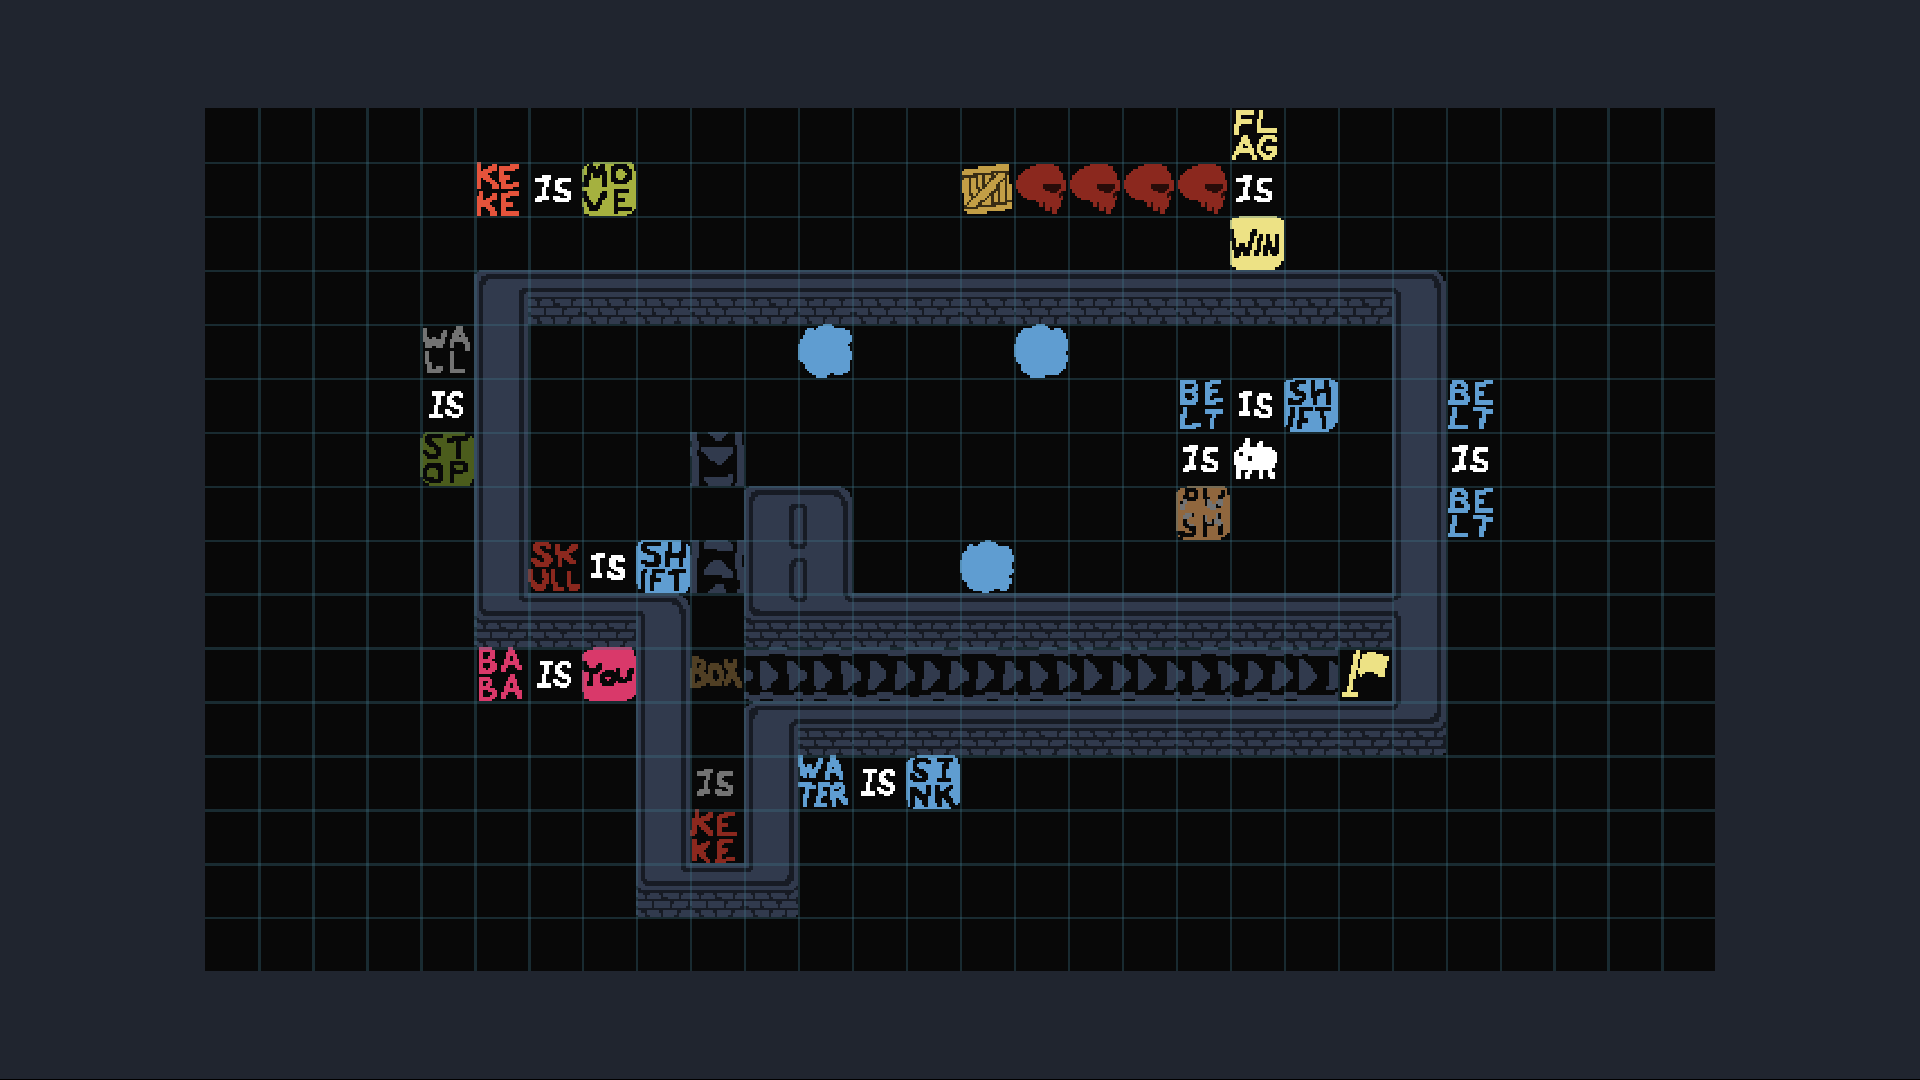 FLAG
KEKE IS MOVE IS
WIN
WALL
IS BELT IS SHIFT BELT
STOP IS IS
PUSH BELT
SKULL IS SHIFT
BABA IS YOU BOX
IS WATER IS SINK
KEKE